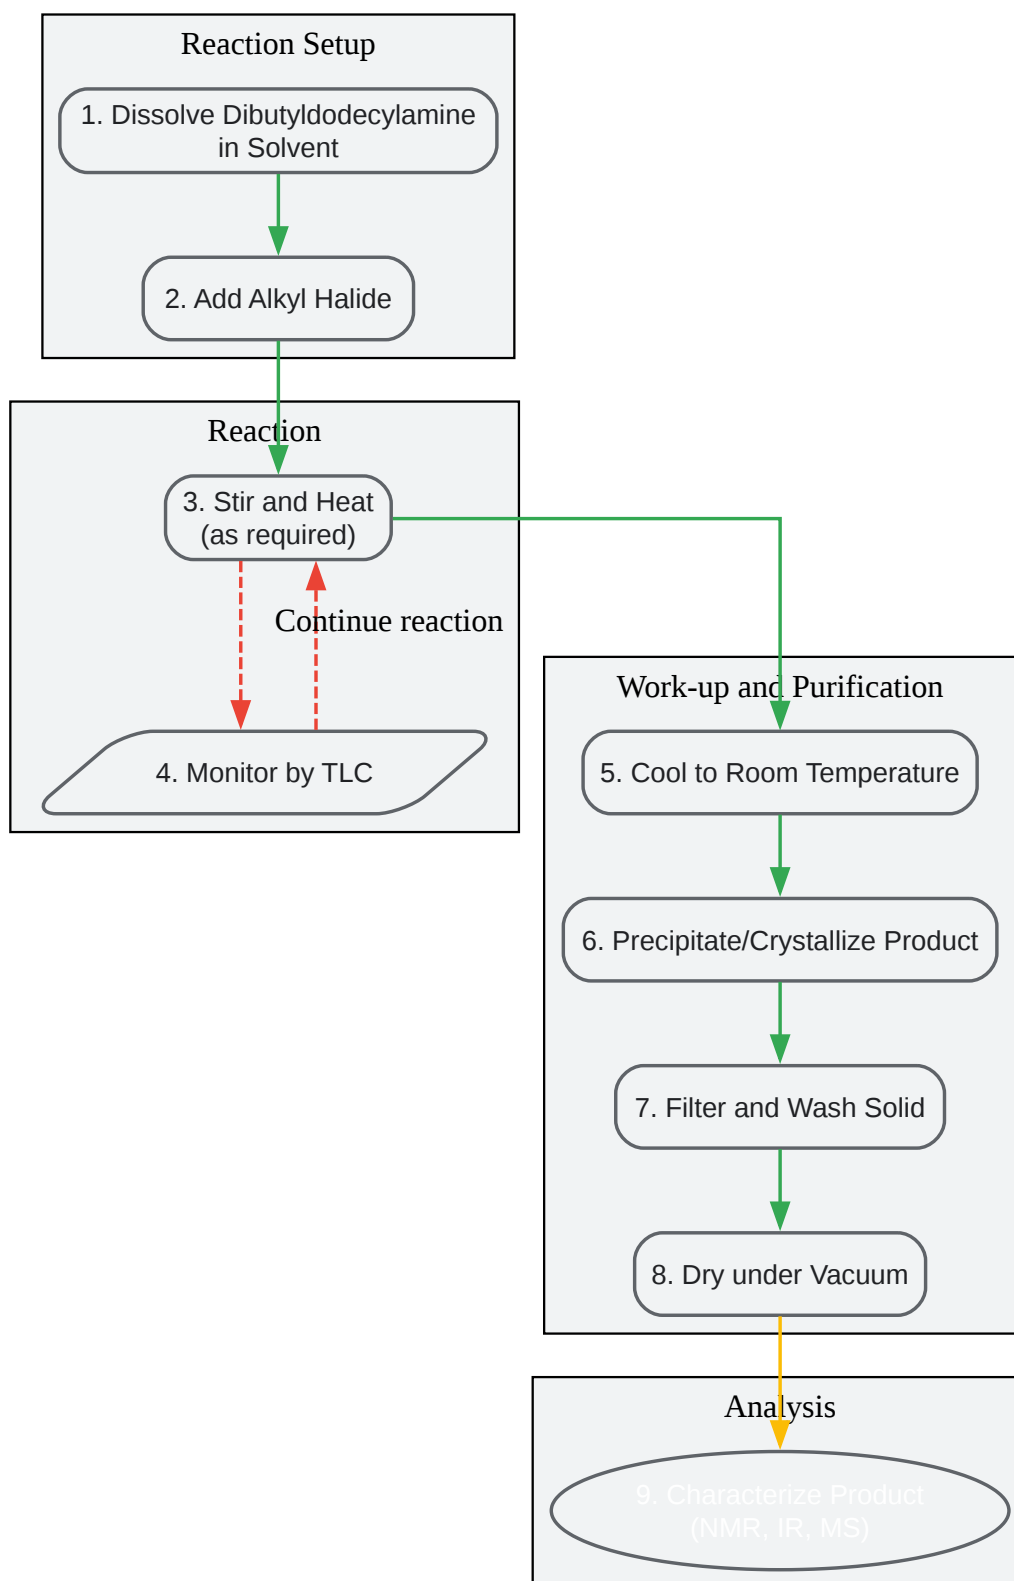 Reaction Setup
1. Dissolve Dibutyldodecylamine
in Solvent
2. Add Alkyl Halide
Reaction
3. Stir and Heat
(as required)
Continue reaction
4. Monitor by TLC
Work-up and Purification
5. Cool to Room Temperature
6. Precipitate/Crystallize Product
7. Filter and Wash Solid
8. Dry under Vacuum
Analysis
9. Characterize Product
(NMR, IR, MS)